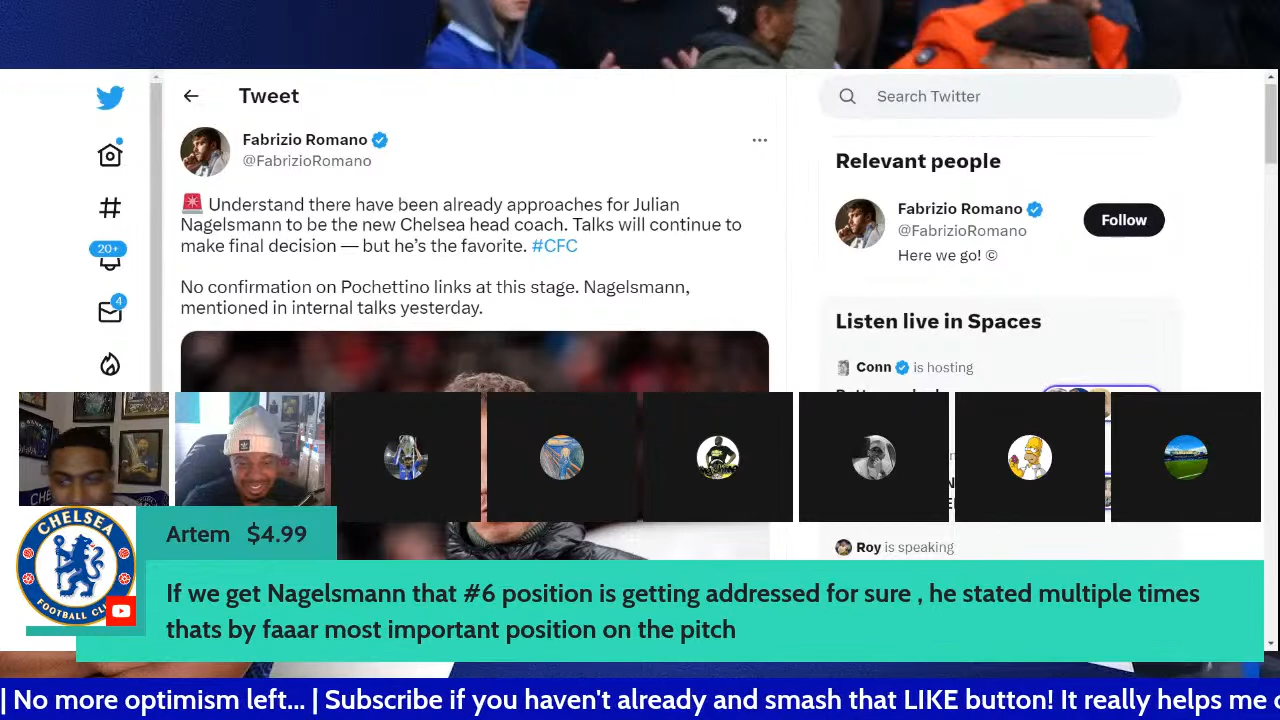 Tweet
Search Twitter
Fabrizio Romano
@FabrizioRomano
Understand there have been already approaches for Julian
Nagelsmann to be the new Chelsea head coach. Talks will continue to
make final decision — but he's the favorite. #CFC
No confirmation on Pochettino links at this stage. Nagelsmann,
mentioned in internal talks yesterday.
20+
4
Relevant people
Fabrizio Romano
@FabrizioRomano
Follow
Here we go! ©
Listen live in Spaces
Conn is hosting
Roy is speaking
CHELSEA
Artem $4.99
If we get Nagelsmann that #6 position is getting addressed for sure , he stated multiple times
thats by faaar most important position on the pitch
| No more optimism left... | Subscribe if you haven't already and smash that LIKE button! It really helps me